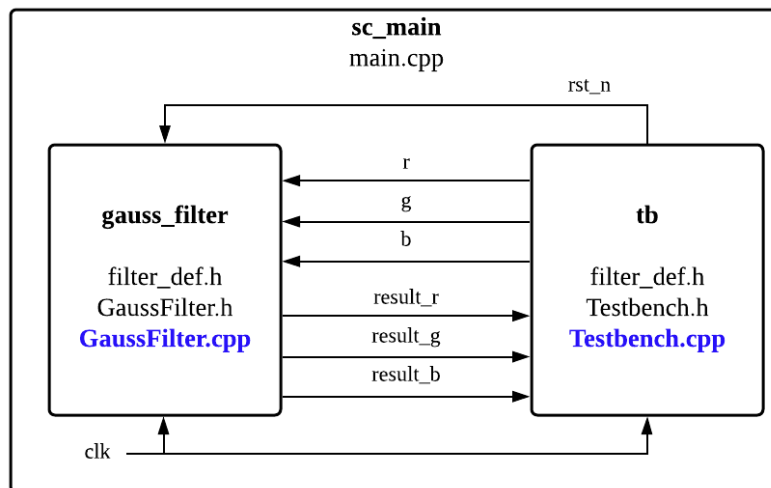 sc_main
main.cpp
rst_n
r
g
b
gauss_filter
filter_def.h
GaussFilter.h
GaussFilter.cpp
result_r
result_g
result_b
tb
filter_def.h
Testbench.h
Testbench.cpp
clk